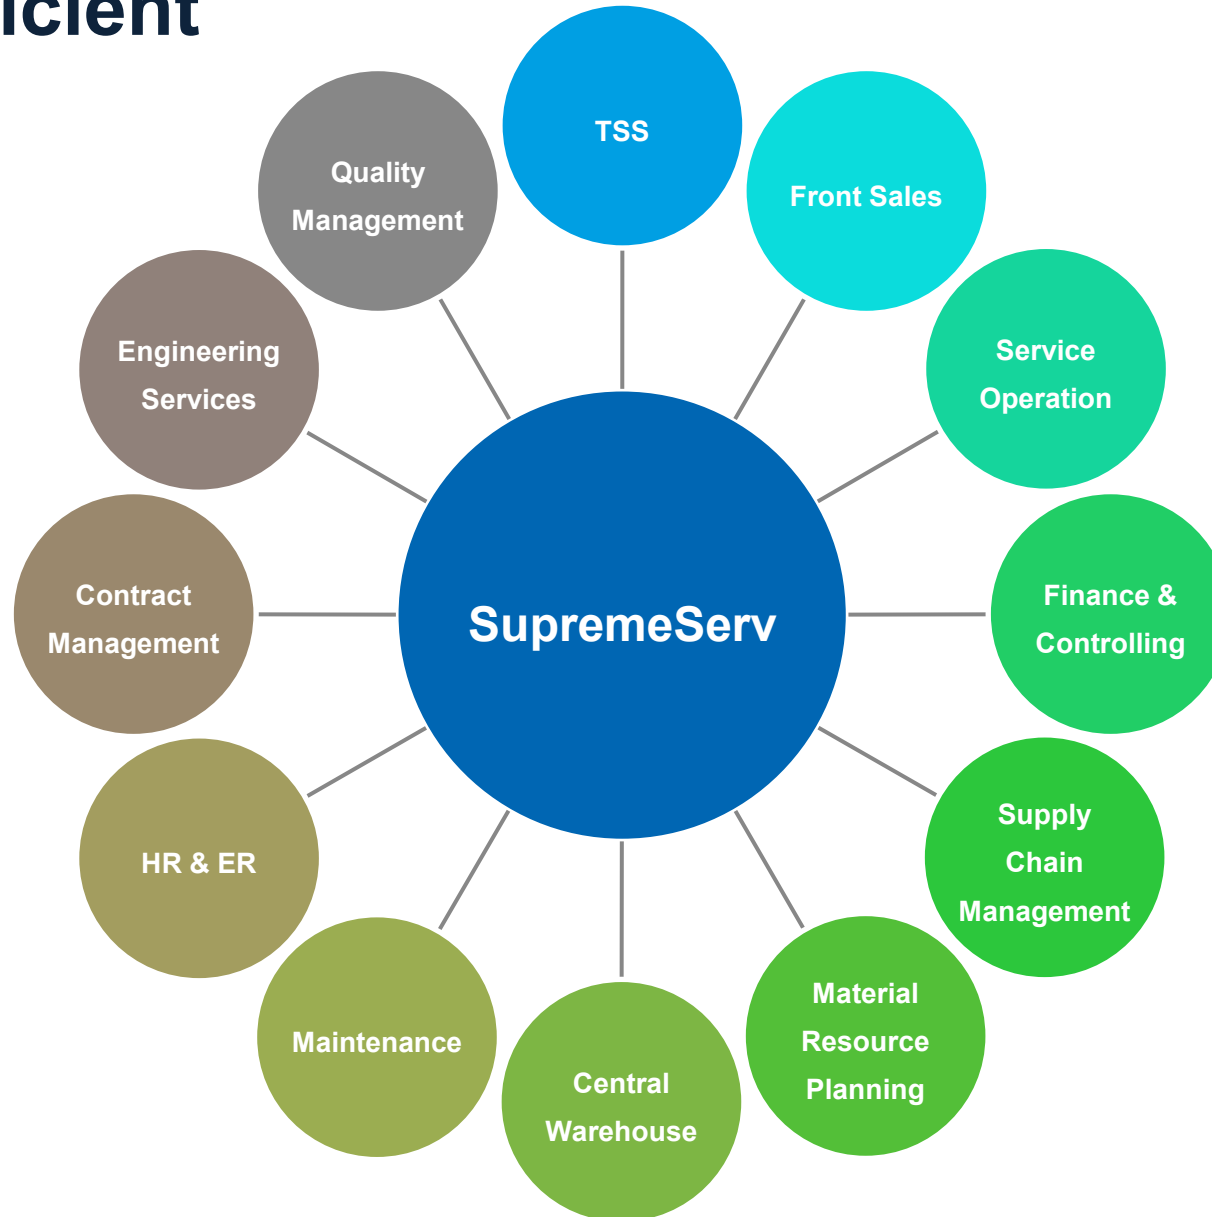 icient
TSS
Front Sales
Service
Operation
Finance &
Controlling
Supply
Chain
Management
Material
Resource
Planning
Central
Warehouse
Maintenance
HR & ER
Contract
Management
Engineering
Services
Quality
Management
SupremeServ